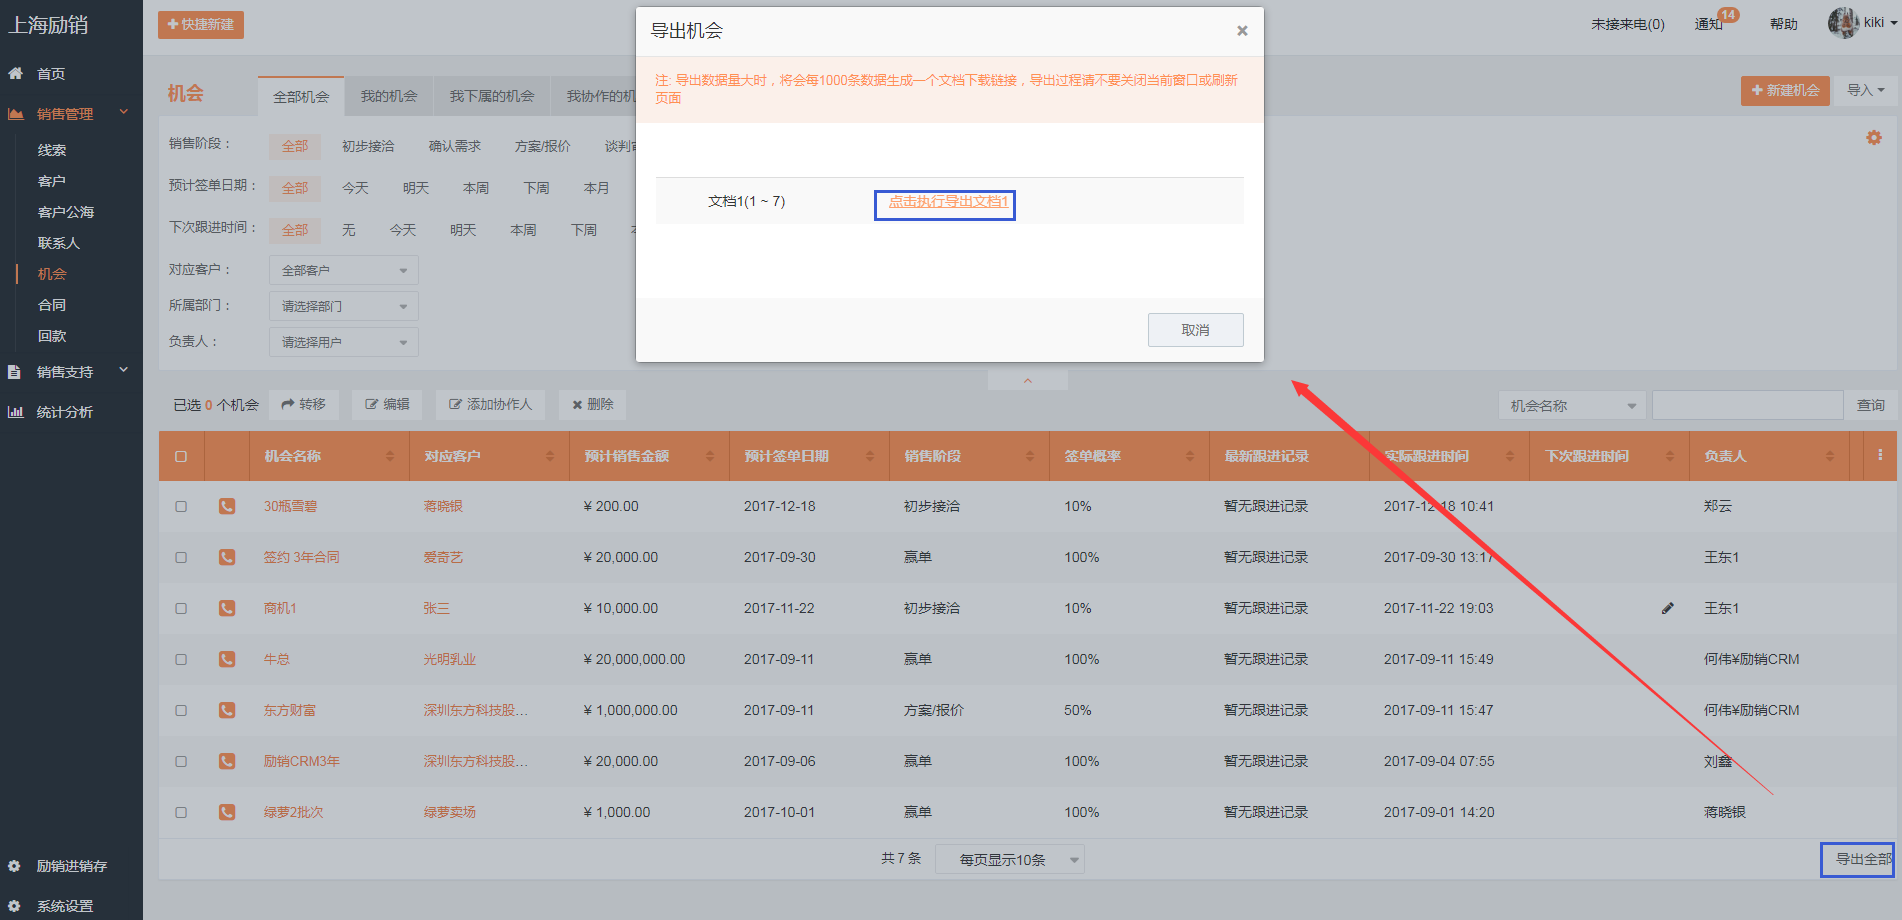 上海励销
快捷新建
未接来电(0)
通知
14
帮助
kiki
首页
销售管理
线索
客户
客户公海
联系人
机会
合同
回款
销售支持
统计分析
励销进销存
系统设置
机会
全部机会
我的机会
我下属的机会
我协作的机
新建机会
导入
销售阶段：
全部 初步接洽 确认需求 方案/报价
预计签单日期：
全部 今天 明天 本周 下周 本月
下次跟进时间：
全部 无 今天 明天 本周 下周
对应客户：
全部客户
所属部门：
请选择部门
负责人：
请选择用户
导出机会
注: 导出数据量大时，将会每1000条数据生成一个文档下载链接，导出过程请不要关闭当前窗口或刷新
页面
文档1(1 ~ 7)
点击执行导出文档1
取消
已选 0 个机会
转移
编辑
添加协作人
删除
机会名称
查询
机会名称 对应客户 预计销售金额 预计签单日期 销售阶段 签单概率 最新跟进记录 实际跟进时间 下次跟进时间 负责人
30瓶雪碧 蒋晓银 ¥ 200.00 2017-12-18 初步接洽 10% 暂无跟进记录 2017-12-18 10:41 郑云
签约 3年合同 爱奇艺 ¥ 20,000.00 2017-09-30 赢单 100% 暂无跟进记录 2017-09-30 13:17 王东1
商机1 张三 ¥ 10,000.00 2017-11-22 初步接洽 10% 暂无跟进记录 2017-11-22 19:03 王东1
牛总 光明乳业 ¥ 20,000,000.00 2017-09-11 赢单 100% 暂无跟进记录 2017-09-11 15:49 何伟¥励销CRM
东方财富 深圳东方科技股... ¥ 1,000,000.00 2017-09-11 方案/报价 50% 暂无跟进记录 2017-09-11 15:47 何伟¥励销CRM
励销CRM3年 深圳东方科技股... ¥ 20,000.00 2017-09-06 赢单 100% 暂无跟进记录 2017-09-04 07:55 刘鑫
绿萝2批次 绿萝卖场 ¥ 1,000.00 2017-10-01 赢单 100% 暂无跟进记录 2017-09-01 14:20 蒋晓银
共 7 条
每页显示10条
导出全部